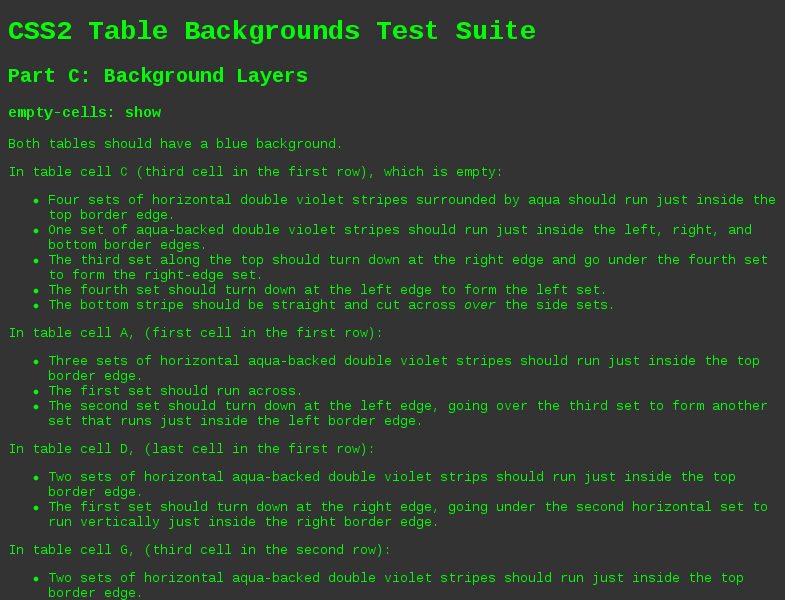 CSS2 Table Backgrounds Test Suite
Part C: Background Layers
empty-cells: show
Both tables should have a blue background.
In table cell C (third cell in the first row), which is empty:
• Four sets of horizontal double violet stripes surrounded by aqua should run just inside the
top border edge.
• One set of aqua-backed double violet stripes should run just inside the left, right, and
bottom border edges.
• The third set along the top should turn down at the right edge and go under the fourth set
to form the right-edge set.
• The fourth set should turn down at the left edge to form the left set.
• The bottom stripe should be straight and cut across over the side sets.
In table cell A, (first cell in the first row):
• Three sets of horizontal aqua-backed double violet stripes should run just inside the top
border edge.
• The first set should run across.
• The second set should turn down at the left edge, going over the third set to form another
set that runs just inside the left border edge.
In table cell D, (last cell in the first row):
• Two sets of horizontal aqua-backed double violet strips should run just inside the top
border edge.
• The first set should turn down at the right edge, going under the second horizontal set to
run vertically just inside the right border edge.
In table cell G, (third cell in the second row):
• Two sets of horizontal aqua-backed double violet stripes should run just inside the top
border edge.